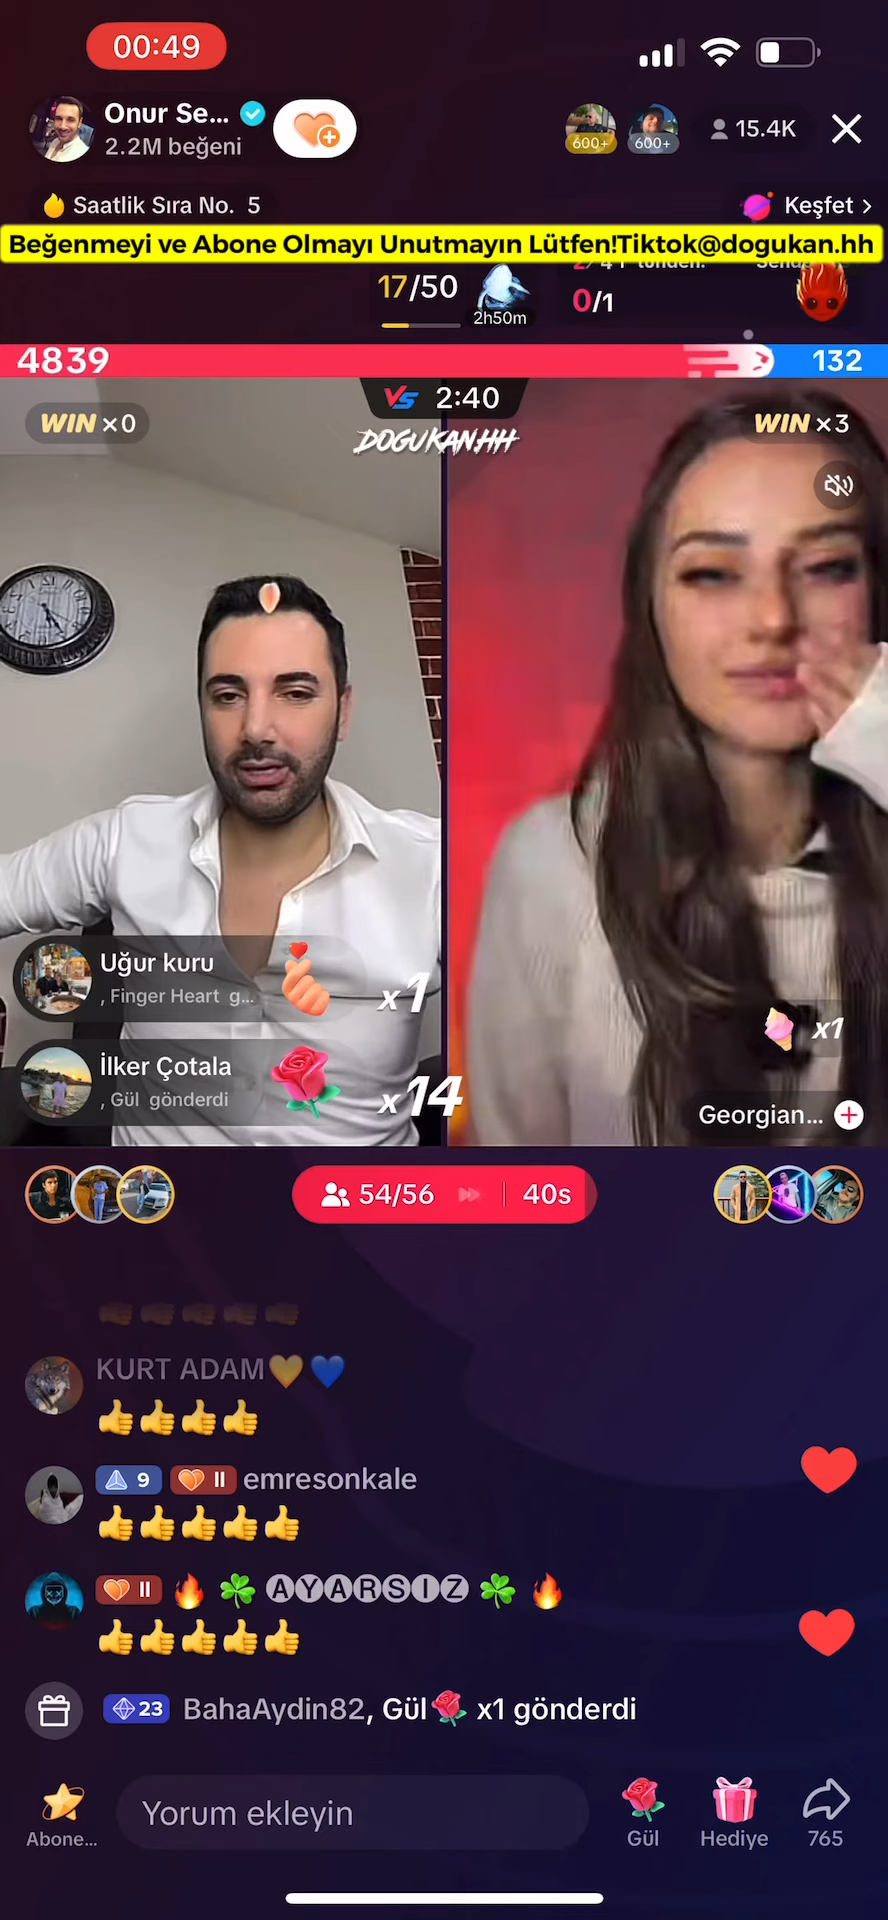 00:49
Onur Se...
2.2M beğeni
600+
600+
15.4K
Saatlik Sıra No. 5
Keşfet >
Beğenmeyi ve Abone Olmayı Unutmayın Lütfen!Tiktok@dogukan.hh
17/50
2h50m
0/1
4839
132
VS 2:40
WIN x0
WIN x3
DOGUKAN.HH
Uğur kuru
, Finger Heart g...
x1
İlker Çotala
, Gül gönderdi
x14
x1
Georgian...
54/56
40s
KURT ADAM💛💙
👍👍👍👍
9 II emresonkale
👍👍👍👍👍
II 🔥 ☘️ 🅐🅨🅐🅡🅢🅘🅩 ☘️ 🔥
👍👍👍👍👍
23 BahaAydin82, Gül🌹 x1 gönderdi
Yorum ekleyin
Abone...
Gül
Hediye
765